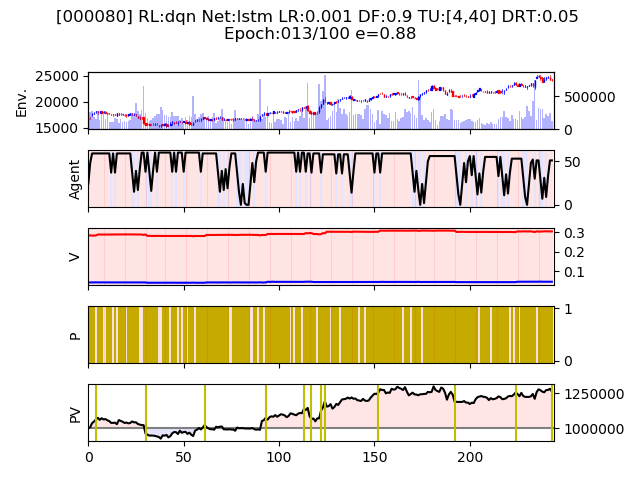 [000080] RL:dqn Net:lstm LR:0.001 DF:0.9 TU:[4,40] DRT:0.05
Epoch:013/100 e=0.88
Env.
25000
20000
15000
500000
0
Agent
50
0
V
0.3
0.2
0.1
P
1
0
PV
1250000
1000000
0 50 100 150 200